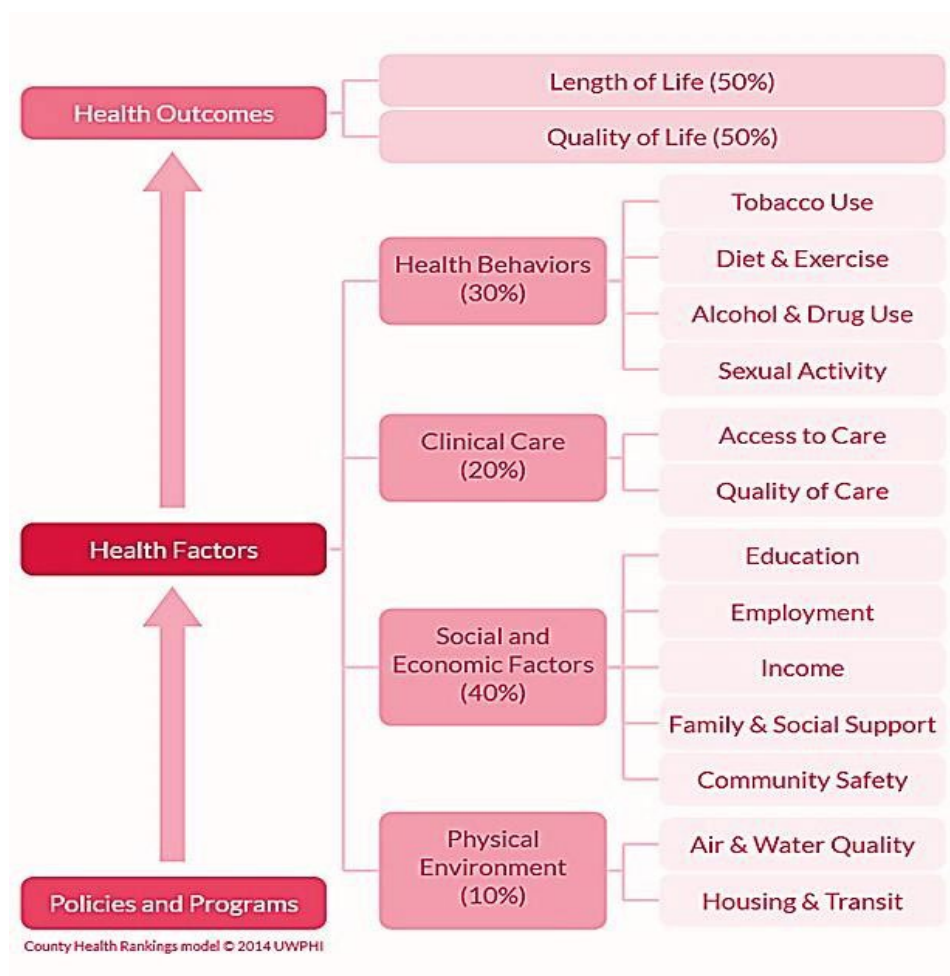 Health Outcomes
Length of Life (50%)
Quality of Life (50%)
Health Behaviors
(30%)
Tobacco Use
Diet & Exercise
Alcohol & Drug Use
Sexual Activity
Clinical Care
(20%)
Access to Care
Quality of Care
Health Factors
Social and
Economic Factors
(40%)
Education
Employment
Income
Family & Social Support
Community Safety
Physical
Environment
(10%)
Air & Water Quality
Housing & Transit
Policies and Programs
County Health Rankings model © 2014 UWPHI